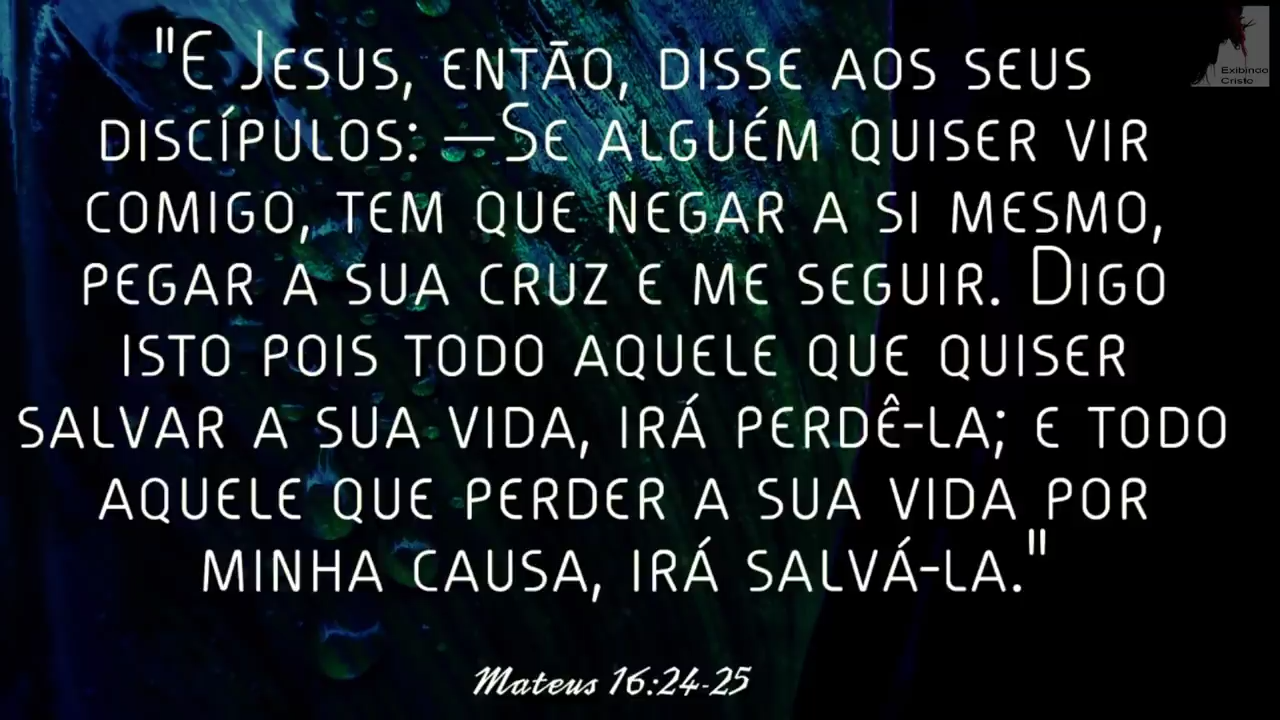 "E Jesus, então, disse aos seus
discípulos: —Se alguém quiser vir
comigo, tem que negar a si mesmo,
pegar a sua cruz e me seguir. Digo
isto pois todo aquele que quiser
salvar a sua vida, irá perdê-la; e todo
aquele que perder a sua vida por
minha causa, irá salvá-la."
Mateus 16:24-25
Exibindo
Cristo